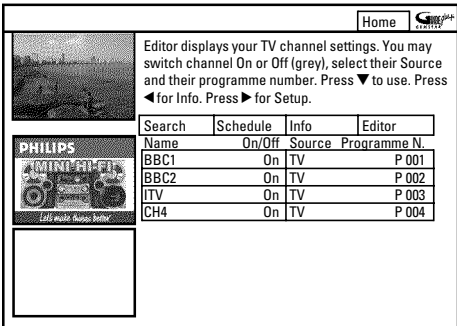 Home GUIDE Plus+
GEMSTAR
Editor displays your TV channel settings. You may
switch channel On or Off (grey), select their Source
and their programme number. Press ▼ to use. Press
◀ for Info. Press ▶ for Setup.
Search Schedule Info Editor
Name On/Off Source Programme N.
BBC1 On TV P 001
BBC2 On TV P 002
ITV On TV P 003
CH4 On TV P 004
PHILIPS
MINI HI-FI
Let's make things better